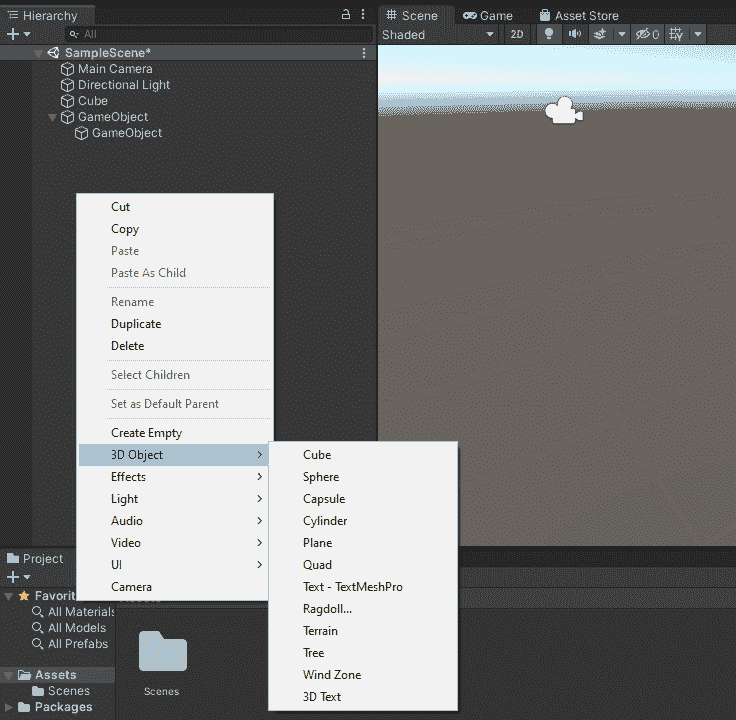 Hierarchy
All
SampleScene*
Main Camera
Directional Light
Cube
GameObject
GameObject
Scene
Game
Asset Store
Shaded
2D
0
Cut
Copy
Paste
Paste As Child
Rename
Duplicate
Delete
Select Children
Set as Default Parent
Create Empty
3D Object
Effects
Light
Audio
Video
UI
Camera
Cube
Sphere
Capsule
Cylinder
Plane
Quad
Text - TextMeshPro
Ragdoll...
Terrain
Tree
Wind Zone
3D Text
Project
Favorit
All Materials
All Models
All Prefabs
Assets
Scenes
Packages
Scenes